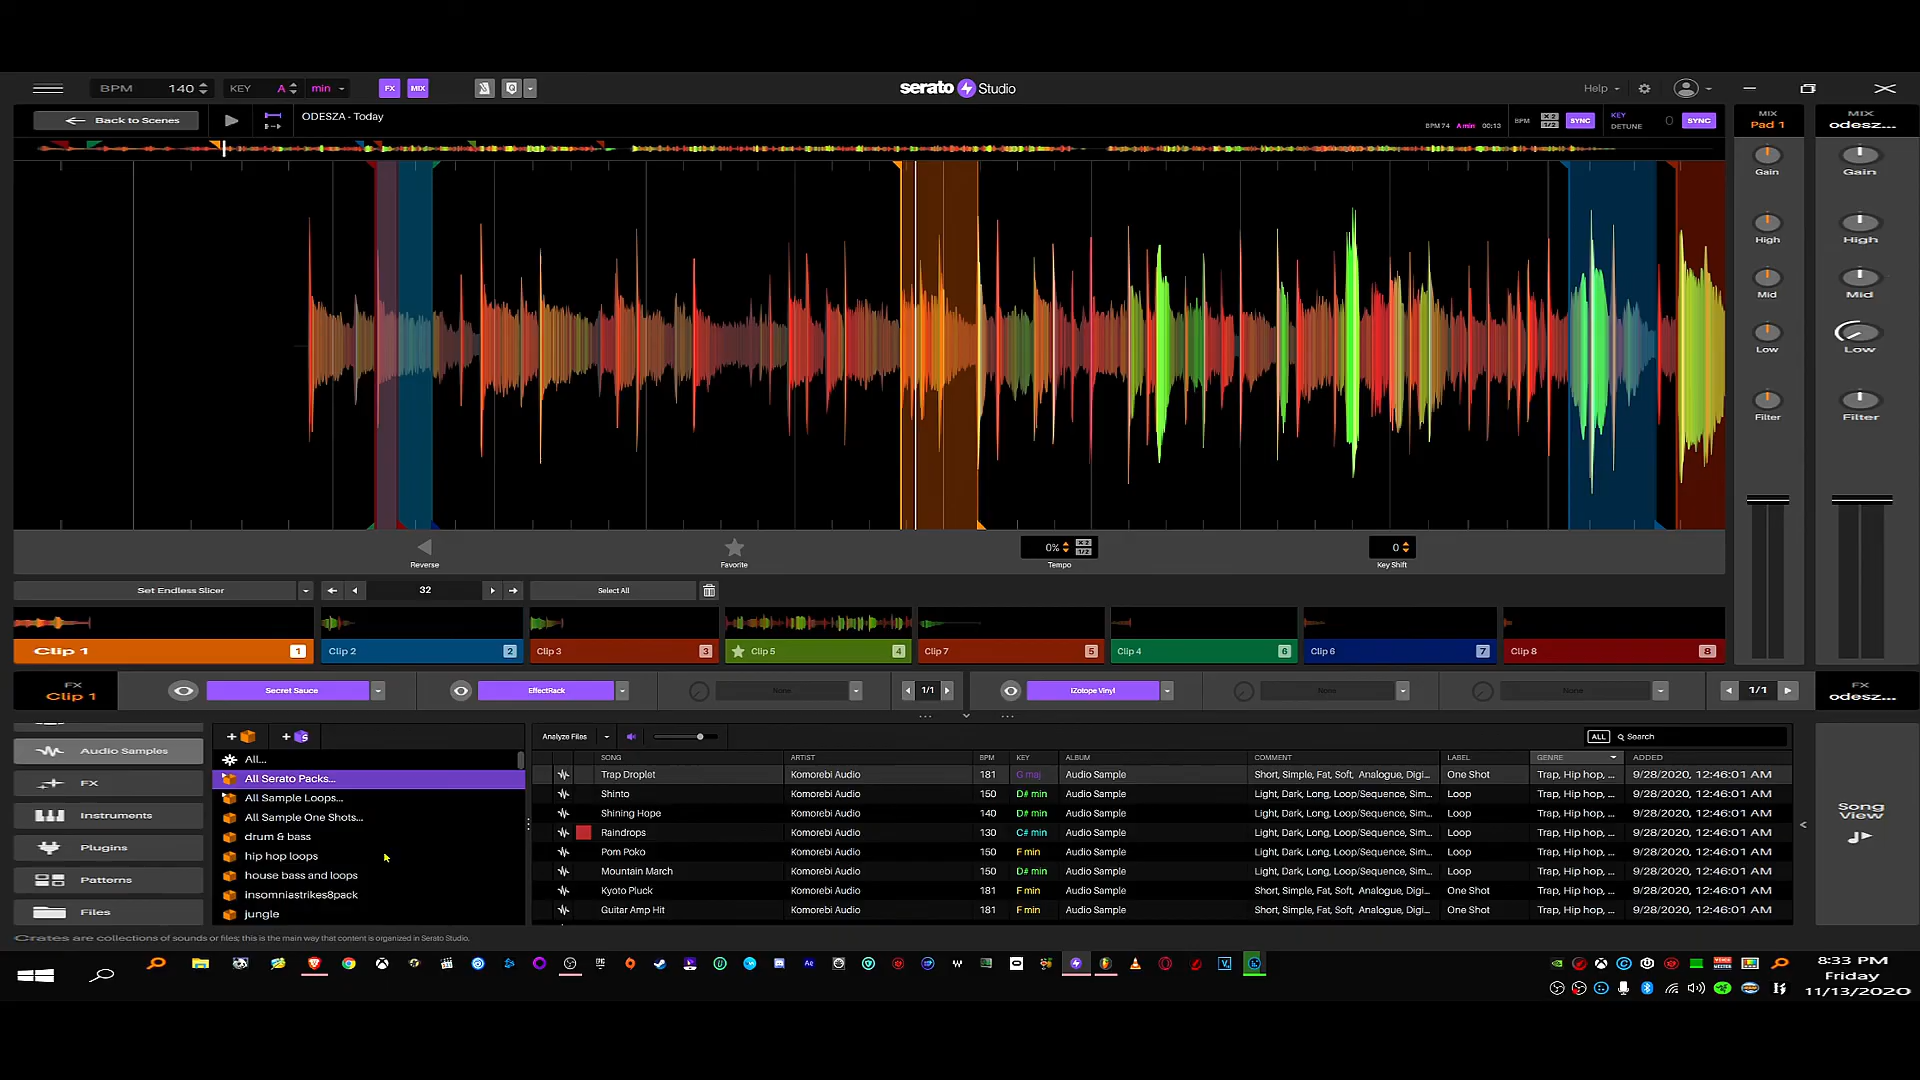 BPM 140 KEY A min FX MIX serato Studio Help
Back to Scenes ODESZA - Today BPM 74 A min 00:13 BPM X 2 1/2 SYNC KEY DETUNE 0 SYNC
MIX Pad 1 MIX odesz...
Gain Gain
High High
Mid Mid
Low Low
Filter Filter
Reverse Favorite 0% X 2 1/2 Tempo 0 Key Shift
Set Endless Slicer 32 Select All
Clip 1 1 Clip 2 2 Clip 3 3 Clip 5 4 Clip 7 5 Clip 4 6 Clip 6 7 Clip 8 8
FX Clip 1 Secret Sauce EffectRack None 1/1 iZotope Vinyl None None 1/1 FX odesz...
Audio Samples
FX
Instruments
Plugins
Patterns
Files
All...
All Serato Packs...
All Sample Loops...
All Sample One Shots...
drum & bass
hip hop loops
house bass and loops
insomniastrikes8pack
jungle
Analyze Files ALL Search
SONG ARTIST BPM KEY ALBUM COMMENT LABEL GENRE ADDED
Trap Droplet Komorebi Audio 181 G maj Audio Sample Short, Simple, Fat, Soft, Analogue, Digi... One Shot Trap, Hip hop, ... 9/28/2020, 12:46:01 AM
Shinto Komorebi Audio 150 D# min Audio Sample Light, Dark, Long, Loop/Sequence, Sim... Loop Trap, Hip hop, ... 9/28/2020, 12:46:01 AM
Shining Hope Komorebi Audio 140 D# min Audio Sample Light, Dark, Long, Loop/Sequence, Sim... Loop Trap, Hip hop, ... 9/28/2020, 12:46:01 AM
Raindrops Komorebi Audio 130 C# min Audio Sample Light, Dark, Long, Loop/Sequence, Sim... Loop Trap, Hip hop, ... 9/28/2020, 12:46:01 AM
Pom Poko Komorebi Audio 150 F min Audio Sample Light, Dark, Long, Loop/Sequence, Sim... Loop Trap, Hip hop, ... 9/28/2020, 12:46:01 AM
Mountain March Komorebi Audio 150 D# min Audio Sample Light, Dark, Long, Loop/Sequence, Sim... Loop Trap, Hip hop, ... 9/28/2020, 12:46:01 AM
Kyoto Pluck Komorebi Audio 181 F min Audio Sample Short, Simple, Fat, Soft, Analogue, Digi... One Shot Trap, Hip hop, ... 9/28/2020, 12:46:01 AM
Guitar Amp Hit Komorebi Audio 181 F min Audio Sample Short, Simple, Fat, Soft, Analogue, Digi... One Shot Trap, Hip hop, ... 9/28/2020, 12:46:01 AM
Song View
Crates are collections of sounds or files; this is the main way that content is organized in Serato Studio.
8:33 PM
Friday
11/13/2020